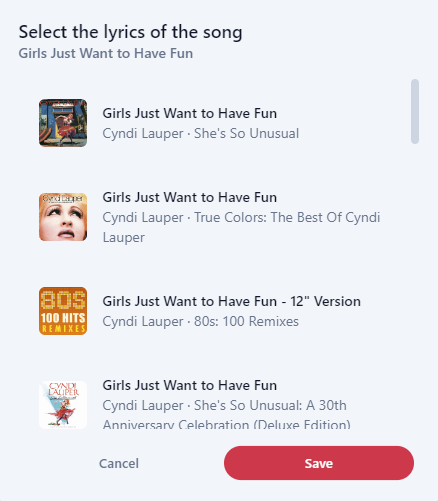 Select the lyrics of the song
Girls Just Want to Have Fun
Girls Just Want to Have Fun
Cyndi Lauper · She's So Unusual
Cyndi Lauper
Girls Just Want to Have Fun
Cyndi Lauper · True Colors: The Best Of Cyndi
Lauper
80s
100 HITS
REMIXES
Girls Just Want to Have Fun - 12" Version
Cyndi Lauper · 80s: 100 Remixes
CYNDI
LAUPER
Girls Just Want to Have Fun
Cyndi Lauper · She's So Unusual: A 30th
Anniversary Celebration (Deluxe Edition)
Cancel
Save